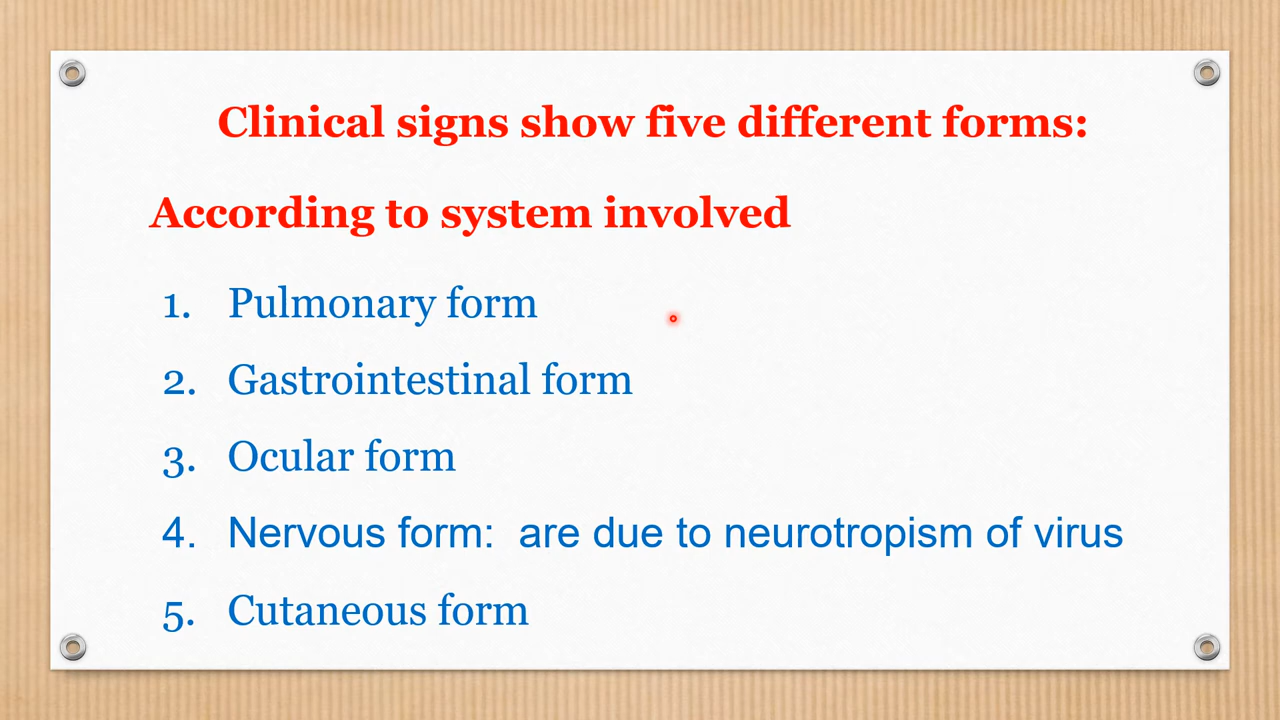 Clinical signs show five different forms:
According to system involved
1. Pulmonary form
2. Gastrointestinal form
3. Ocular form
4. Nervous form: are due to neurotropism of virus
5. Cutaneous form